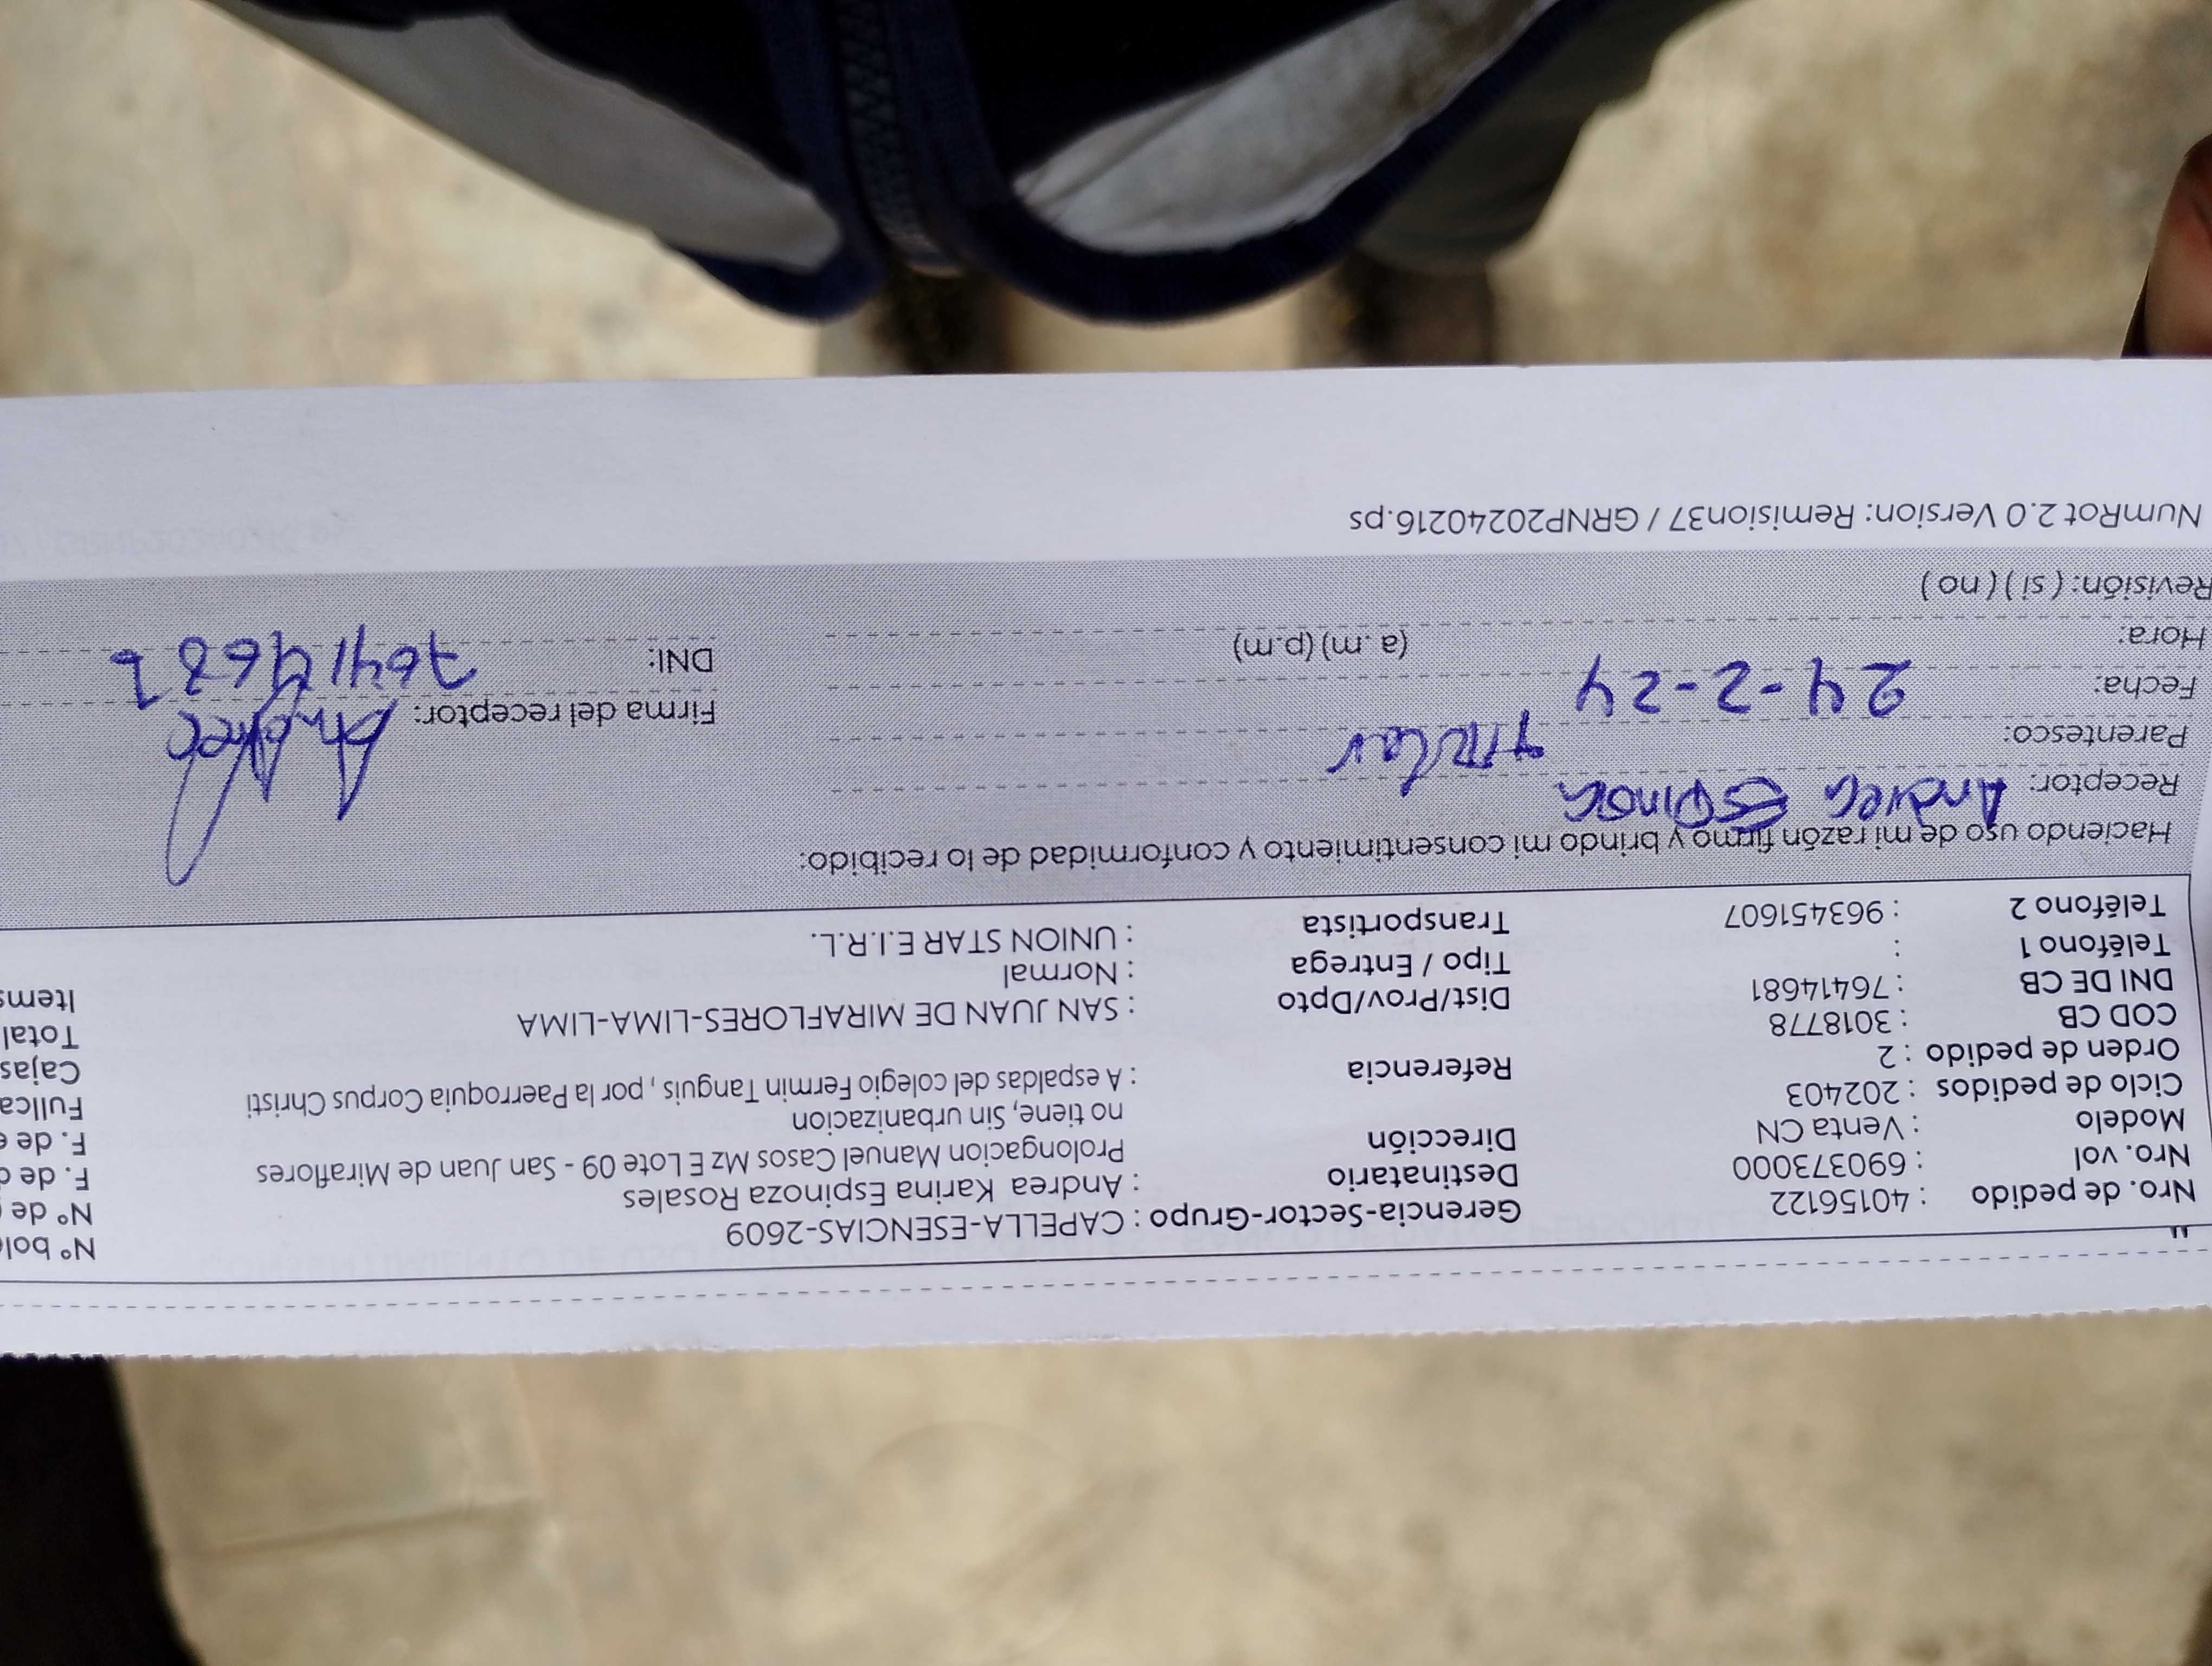 Nro. de pedido : 40156122 Gerencia-Sector-Grupo : CAPELLA-ESENCIAS-2609 Nº bol
Nro. vol : 690373000 Destinatario : Andrea Karina Espinoza Rosales Nº de
Modelo : Venta CN Dirección Prolongacion Manuel Casos Mz E Lote 09 - San Juan de Miraflores F. de
Ciclo de pedidos : 202403 no tiene, Sin urbanizacion F. de
Orden de pedido : 2 Referencia : A espaldas del colegio Fermin Tanguis , por la Paerroquia Corpus Christi Fullca
COD CB : 3018778 Cajas
DNI DE CB : 76414681 Dist/Prov/Dpto : SAN JUAN DE MIRAFLORES-LIMA-LIMA Total
Teléfono 1 : Tipo / Entrega : Normal Items
Teléfono 2 : 963451607 Transportista : UNION STAR E.I.R.L.
Haciendo uso de mi razón firmo y brindo mi consentimiento y conformidad de lo recibido:
Receptor: Andrea Espinoza
Parentesco: Firma del receptor: Andrea
Fecha: 24-2-24 DNI:
Hora: (a. m) (p.m)
Revisión: ( si ) ( no )
NumRot 2.0 Version: Remision37 / GRNP20240216.ps